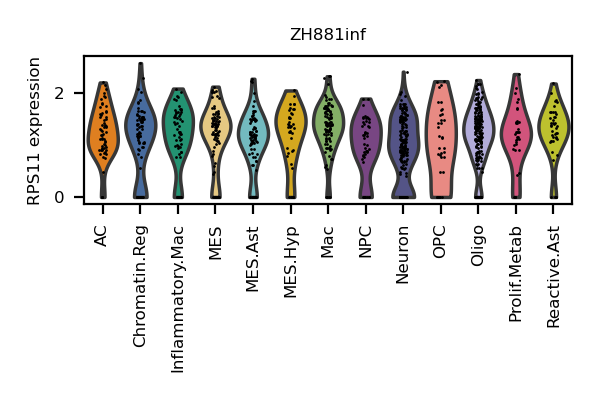 ZH881inf
RPS11 expression
2
0
AC
Chromatin.Reg
Inflammatory.Mac
MES
MES.Ast
MES.Hyp
Mac
NPC
Neuron
OPC
Oligo
Prolif.Metab
Reactive.Ast